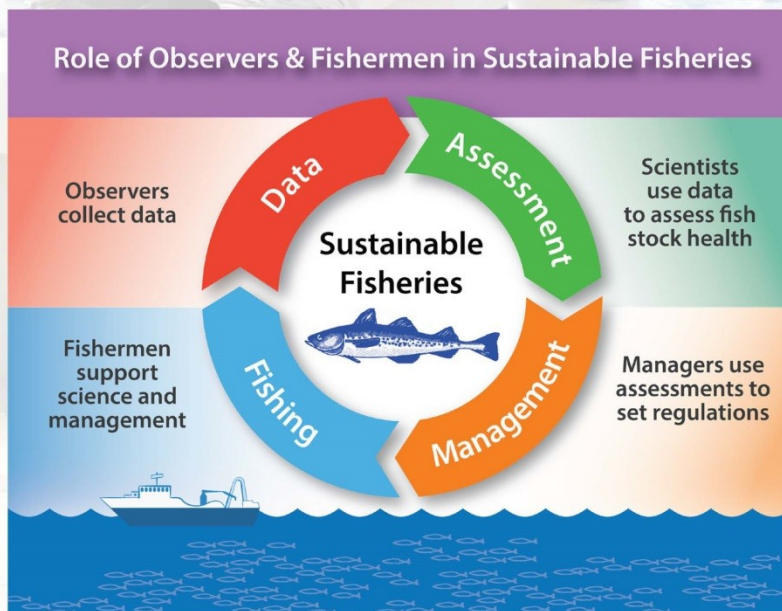 Role of Observers & Fishermen in Sustainable Fisheries
Observers
collect data
Data
Assessment
Scientists
use data
to assess fish
stock health
Sustainable
Fisheries
Fishermen
support
science and
management
Fishing
Management
Managers use
assessments to
set regulations